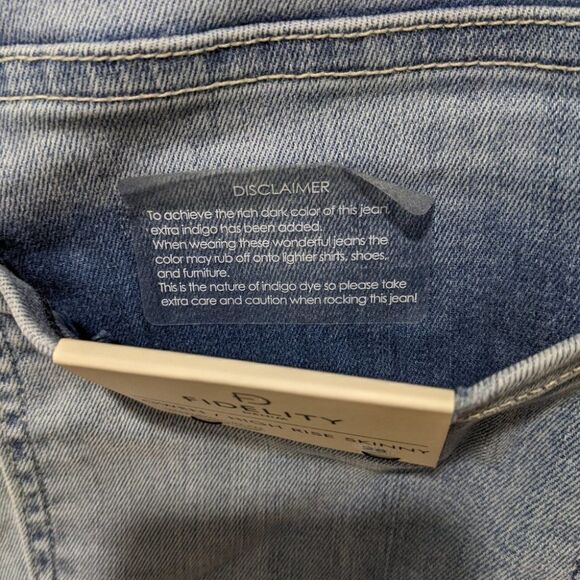 DISCLAIMER
To achieve the rich dark color of this jean
extra indigo has been added.
When wearing these wonderful jeans the
color may rub off onto lighter shirts, shoes,
and furniture.
This is the nature of indigo dye so please take
extra care and caution when rocking this jean!
FIDELITY
/ HIGH RISE SKINNY